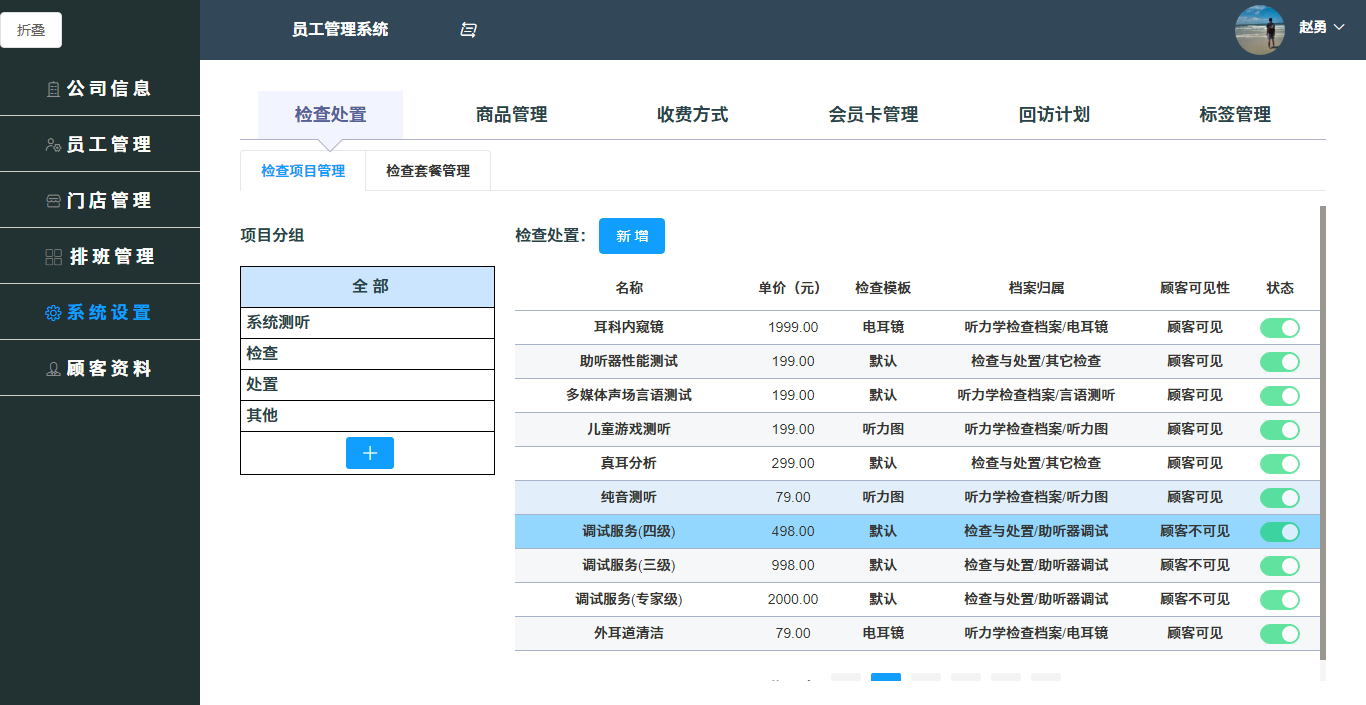 折叠
员工管理系统
赵勇
公司信息
员工管理
门店管理
排班管理
系统设置
顾客资料
检查处置 商品管理 收费方式 会员卡管理 回访计划 标签管理
检查项目管理 检查套餐管理
项目分组
全部
系统测听
检查
处置
其他
检查处置： 新增
名称 单价（元） 检查模板 档案归属 顾客可见性 状态
耳科内窥镜 1999.00 电耳镜 听力学检查档案/电耳镜 顾客可见
助听器性能测试 199.00 默认 检查与处置/其它检查 顾客可见
多媒体声场言语测试 199.00 默认 听力学检查档案/言语测听 顾客可见
儿童游戏测听 199.00 听力图 听力学检查档案/听力图 顾客可见
真耳分析 299.00 默认 检查与处置/其它检查 顾客可见
纯音测听 79.00 听力图 听力学检查档案/听力图 顾客可见
调试服务(四级) 498.00 默认 检查与处置/助听器调试 顾客不可见
调试服务(三级) 998.00 默认 检查与处置/助听器调试 顾客不可见
调试服务(专家级) 2000.00 默认 检查与处置/助听器调试 顾客不可见
外耳道清洁 79.00 电耳镜 听力学检查档案/电耳镜 顾客可见